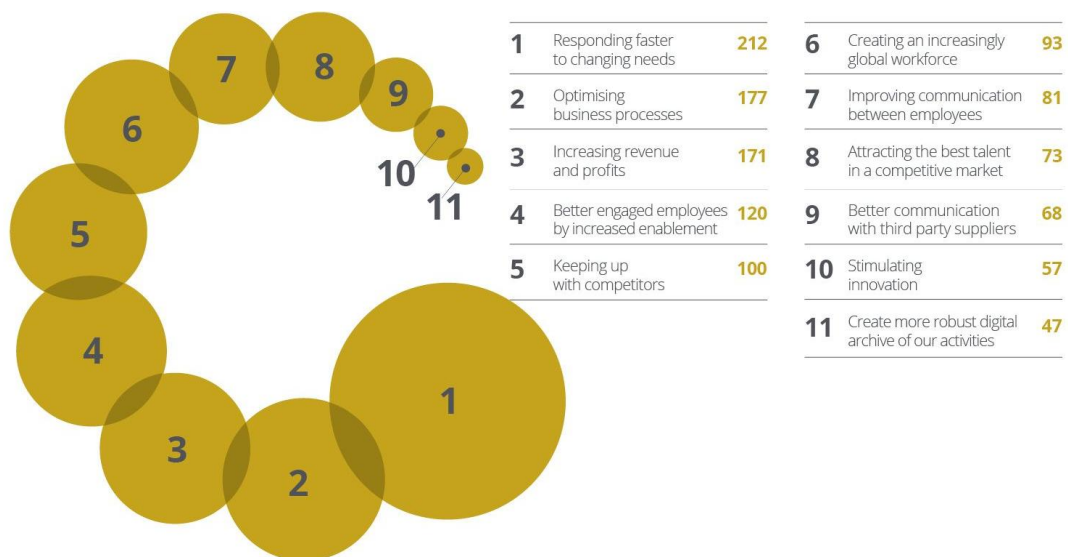 7
8
9
6
10
11
5
4
1
3
2
1 Responding faster 212
to changing needs
2 Optimising 177
business processes
3 Increasing revenue 171
and profits
4 Better engaged employees 120
by increased enablement
5 Keeping up 100
with competitors
6 Creating an increasingly 93
global workforce
7 Improving communication 81
between employees
8 Attracting the best talent 73
in a competitive market
9 Better communication 68
with third party suppliers
10 Stimulating 57
innovation
11 Create more robust digital 47
archive of our activities